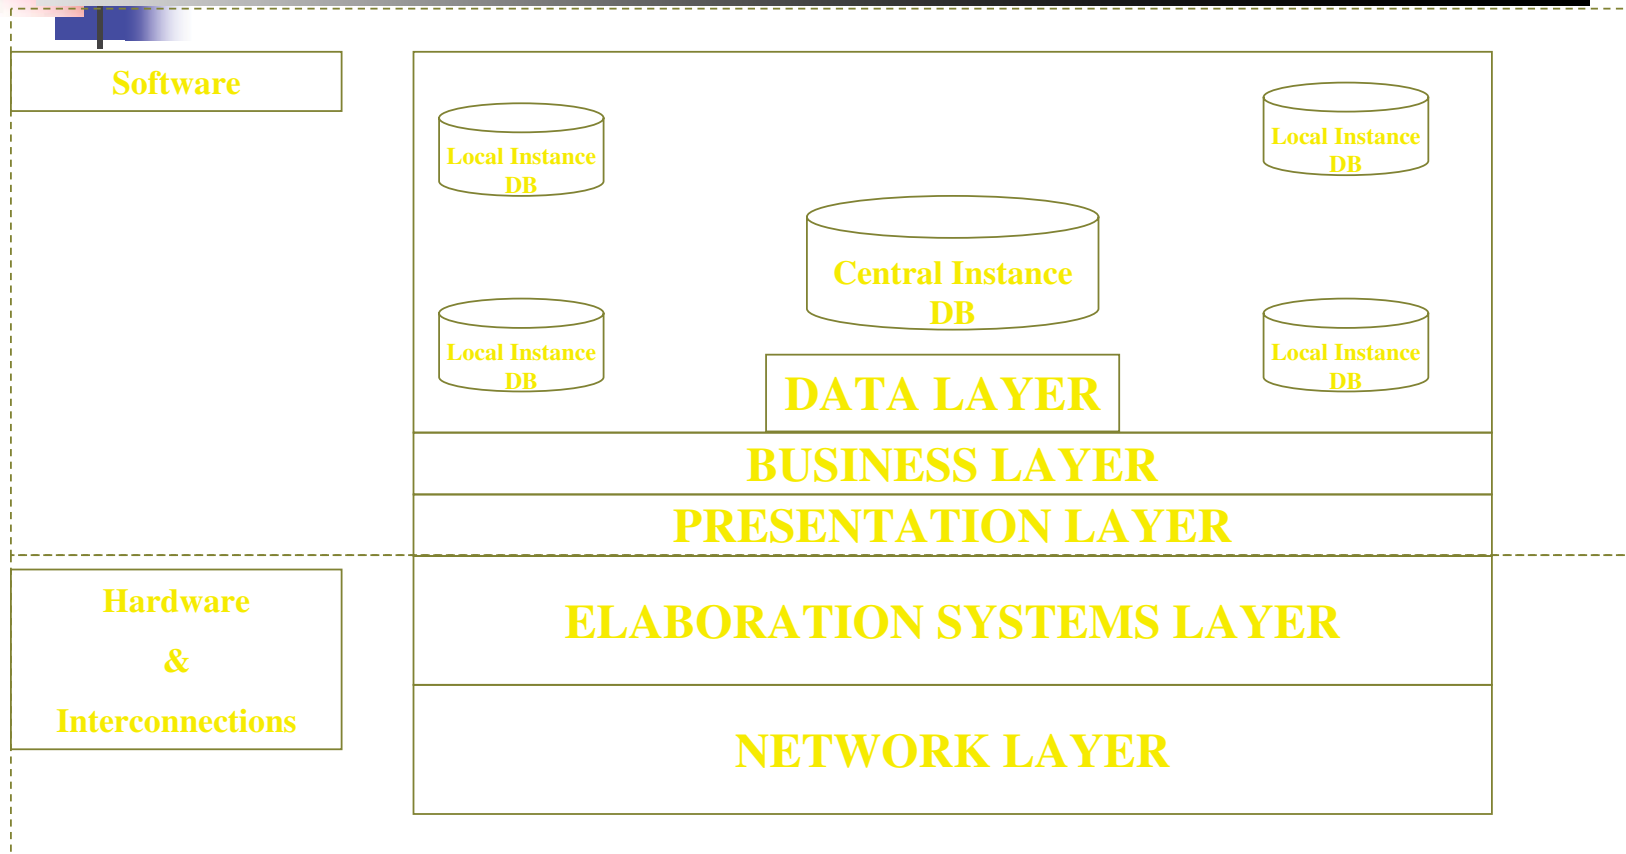 Software
Local Instance
DB
Local Instance
DB
Central Instance
DB
Local Instance
DB
Local Instance
DB
DATA LAYER
BUSINESS LAYER
PRESENTATION LAYER
Hardware
&
Interconnections
ELABORATION SYSTEMS LAYER
NETWORK LAYER